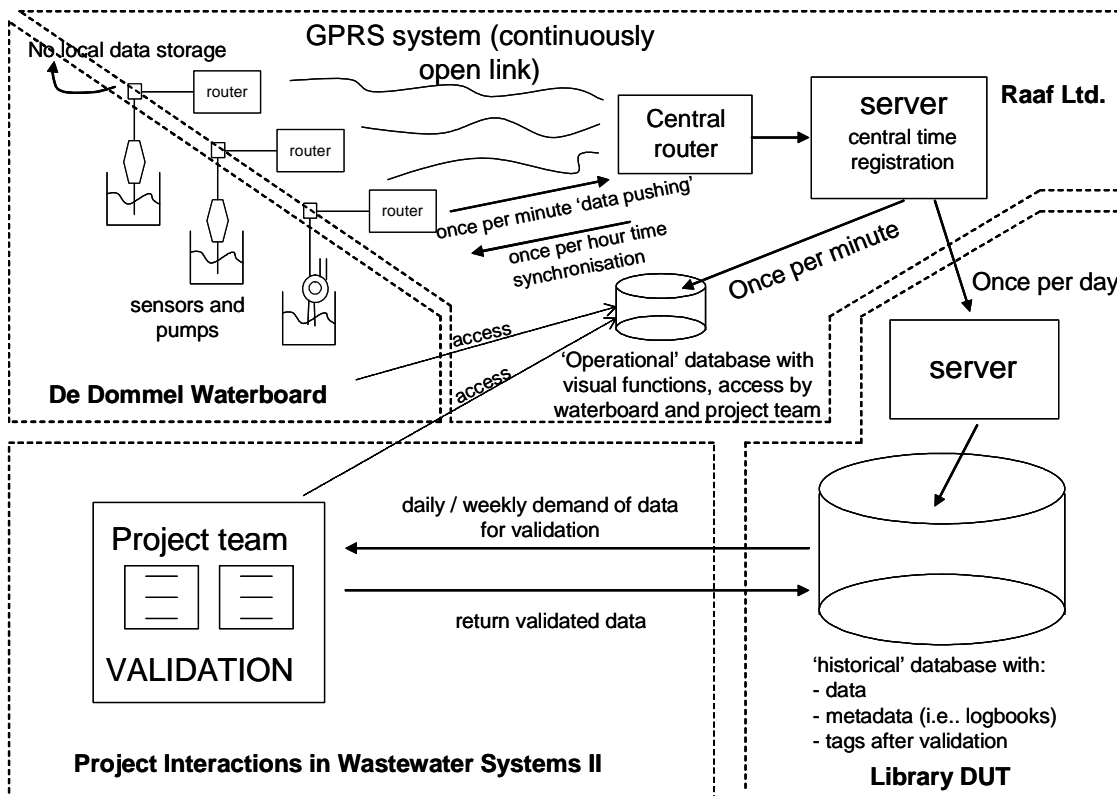 No local data storage
GPRS system (continuously
open link)
router
router
router
Central
router
server
central time
registration
Raaf Ltd.
once per minute ‘data pushing’
once per hour time
synchronisation
Once per minute
Once per day
sensors and
pumps
access
access
De Dommel Waterboard
‘Operational’ database with
visual functions, access by
waterboard and project team
server
Project team
VALIDATION
daily / weekly demand of data
for validation
return validated data
‘historical’ database with:
- data
- metadata (i.e.. logbooks)
- tags after validation
Project Interactions in Wastewater Systems II
Library DUT